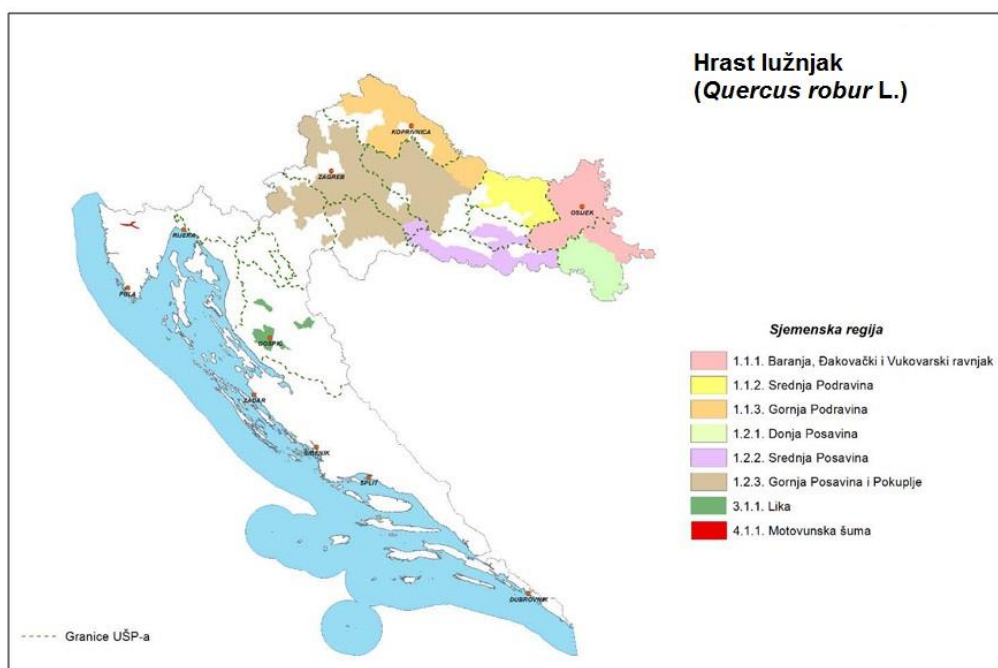 Hrast lužnjak
(Quercus robur L.)
KOPRIVNICA
ZAGREB
OSIJEK
RIJEKA
PULA
GOSPIĆ
ZADAR
ŠIBENIK
SPLIT
DUBROVNIK
Sjemenska regija
1.1.1. Baranja, Đakovački i Vukovarski ravnjak
1.1.2. Srednja Podravina
1.1.3. Gornja Podravina
1.2.1. Donja Posavina
1.2.2. Srednja Posavina
1.2.3. Gornja Posavina i Pokuplje
3.1.1. Lika
4.1.1. Motovunska šuma
Granice UŠP-a